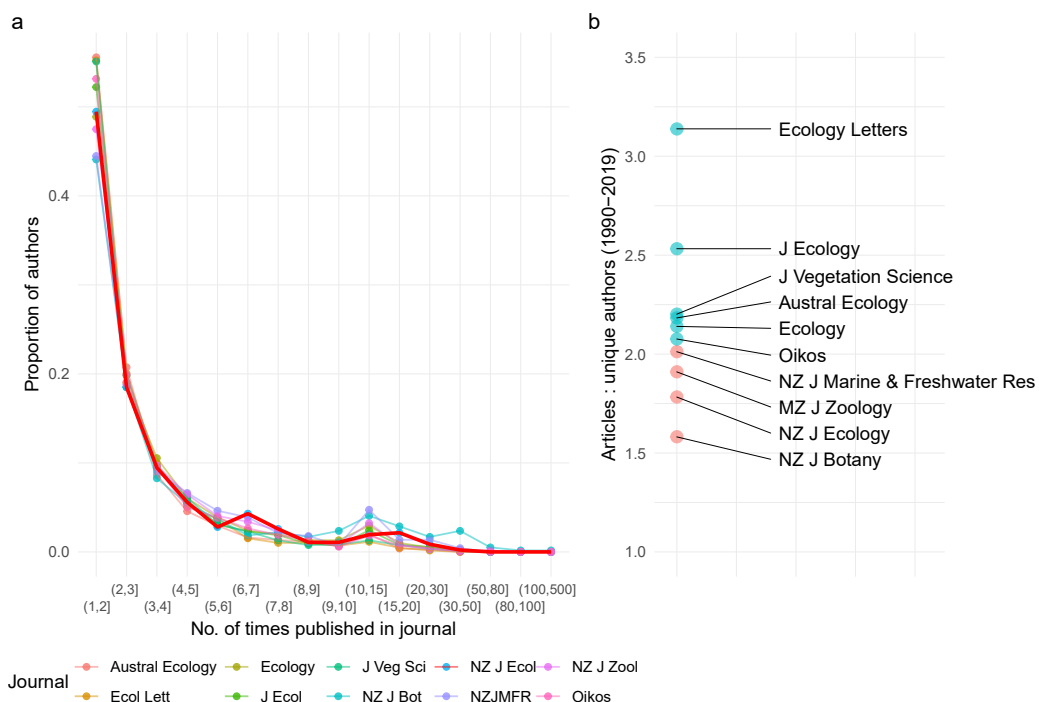 a
b
Proportion of authors
0.4
0.2
0.0
(2,3] (4,5] (6,7] (8,9] (10,15] (20,30] (50,80] (100,500]
(1,2] (3,4] (5,6] (7,8] (9,10] (15,20] (30,50] (80,100]
No. of times published in journal
Journal
Austral Ecology Ecology J Veg Sci NZ J Ecol NZ J Zool
Ecol Lett J Ecol NZ J Bot NZJMFR Oikos
Articles : unique authors (1990−2019)
3.5
3.0
2.5
2.0
1.5
1.0
Ecology Letters
J Ecology
J Vegetation Science
Austral Ecology
Ecology
Oikos
NZ J Marine & Freshwater Res
MZ J Zoology
NZ J Ecology
NZ J Botany